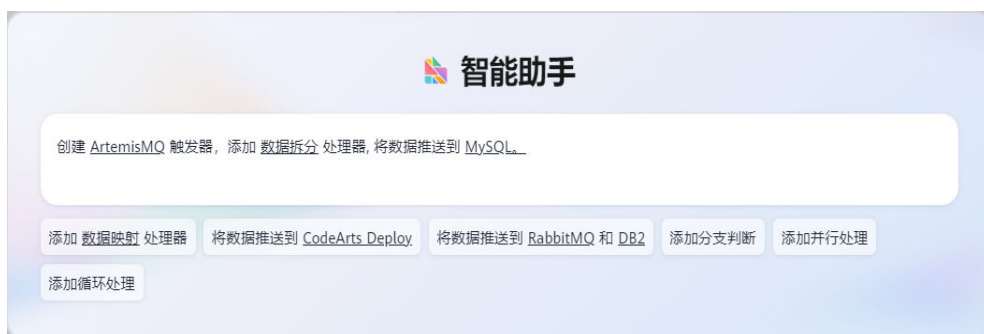 智能助手
创建 ArtemisMQ 触发器，添加 数据拆分 处理器, 将数据推送到 MySQL。
添加 数据映射 处理器 将数据推送到 CodeArts Deploy 将数据推送到 RabbitMQ 和 DB2 添加分支判断 添加并行处理
添加循环处理